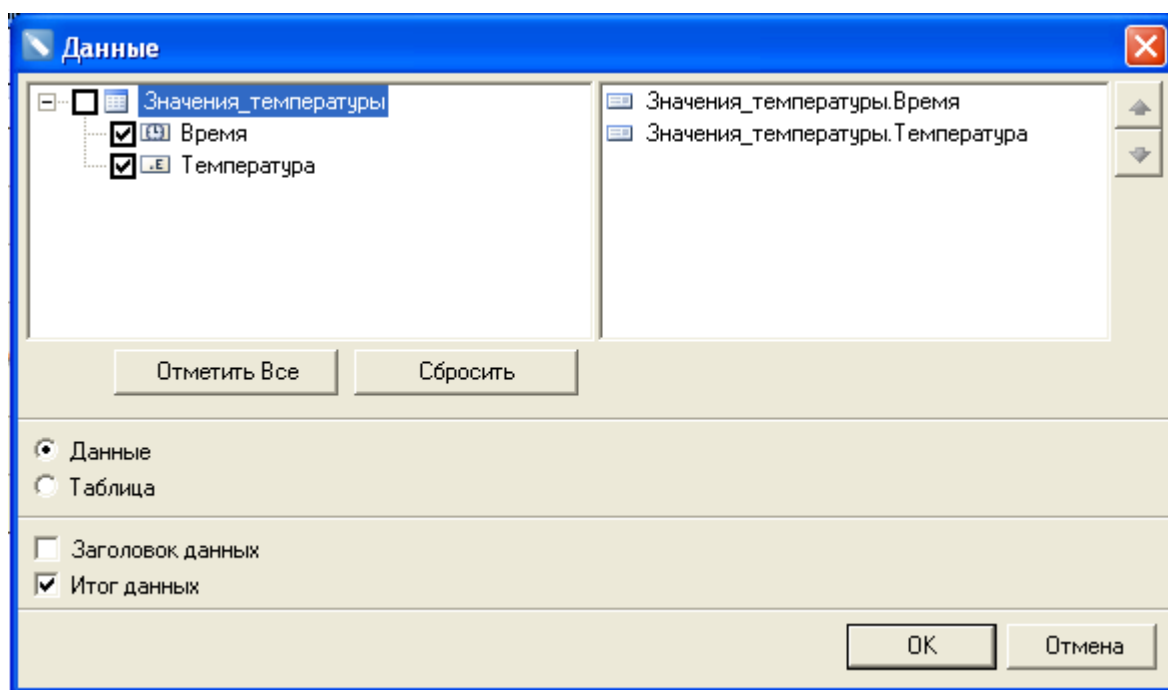 Данные
Значения_температуры
Время
.E Температура
Значения_температуры.Время
Значения_температуры.Температура
Отметить Все
Сбросить
Данные
Таблица
Заголовок данных
Итог данных
OK
Отмена